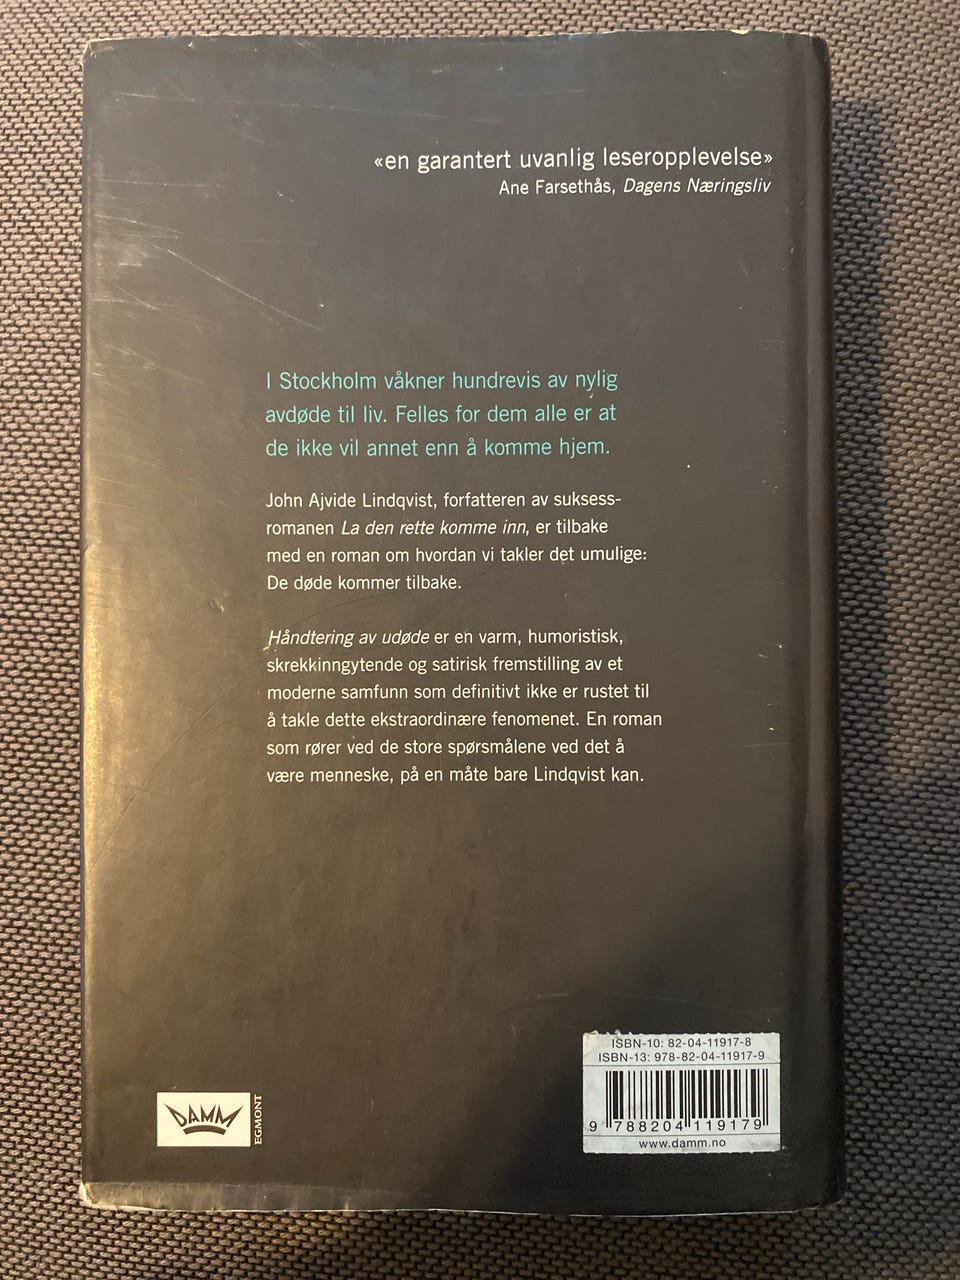 «en garantert uvanlig leseropplevelse»
Ane Farsethås, Dagens Næringsliv
I Stockholm våkner hundrevis av nylig
avdøde til liv. Felles for dem alle er at
de ikke vil annet enn å komme hjem.
John Ajvide Lindqvist, forfatteren av suksess-
romanen La den rette komme inn, er tilbake
med en roman om hvordan vi takler det umulige:
De døde kommer tilbake.
Håndtering av udøde er en varm, humoristisk,
skrekkinngytende og satirisk fremstilling av et
moderne samfunn som definitivt ikke er rustet til
å takle dette ekstraordinære fenomenet. En roman
som rører ved de store spørsmålene ved det å
være menneske, på en måte bare Lindqvist kan.
DAMM
EGMONT
ISBN-10: 82-04-11917-8
ISBN-13: 978-82-04-11917-9
9 788204 119179
www.damm.no